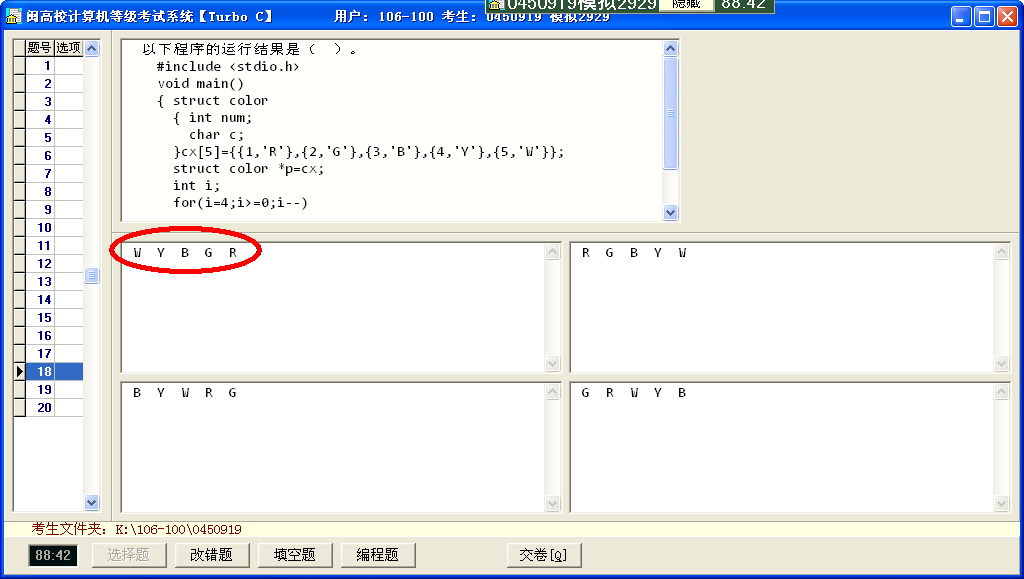 闽高校计算机等级考试系统【Turbo C】 用户: 106-100 考生: 0450919 模拟2929
0450919模拟2929 隐藏 88:42
题号 选项
1
2
3
4
5
6
7
8
9
10
11
12
13
14
15
16
17
18
19
20
以下程序的运行结果是（ ）。
#include <stdio.h>
void main()
{ struct color
{ int num;
char c;
}cx[5]={{1,'R'},{2,'G'},{3,'B'},{4,'Y'},{5,'W'}};
struct color *p=cx;
int i;
for(i=4;i>=0;i--)
W Y B G R
R G B Y W
B Y W R G
G R W Y B
考生文件夹: K:\106-100\0450919
88:42 选择题 改错题 填空题 编程题 交卷[Q]